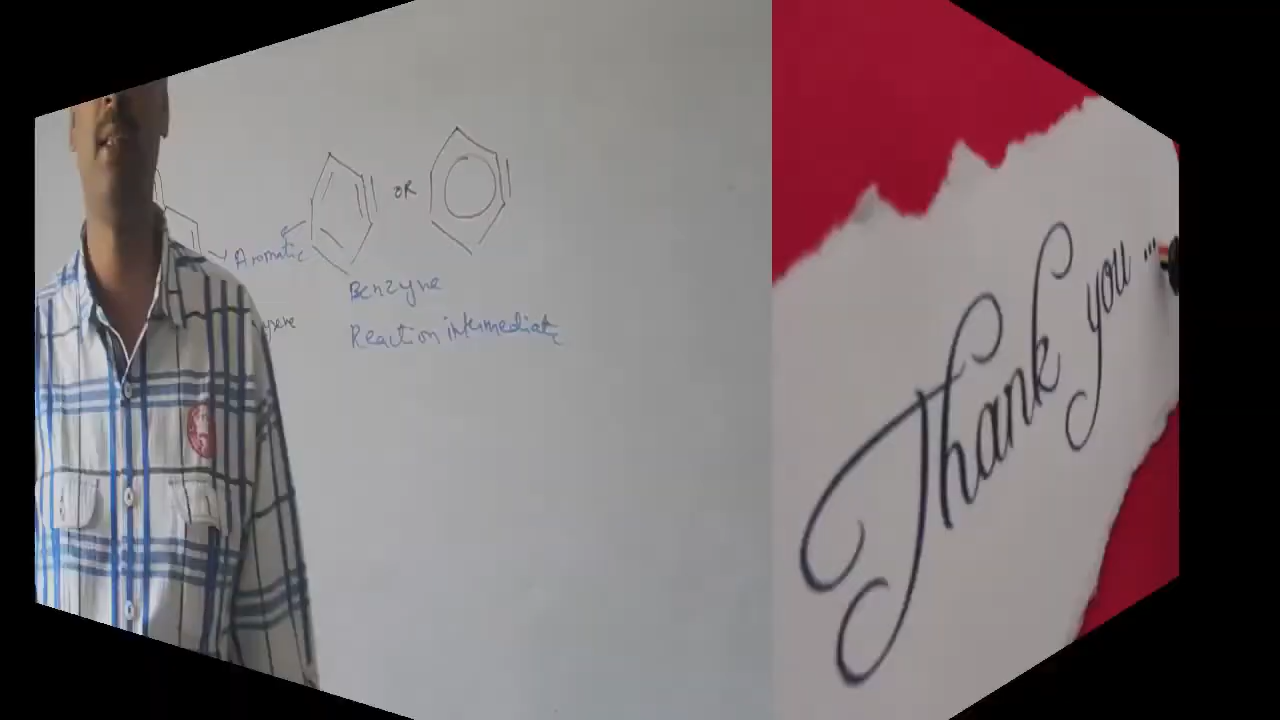 OR
Aromatic
Benzyne
Reaction intermediate
Thank you ...